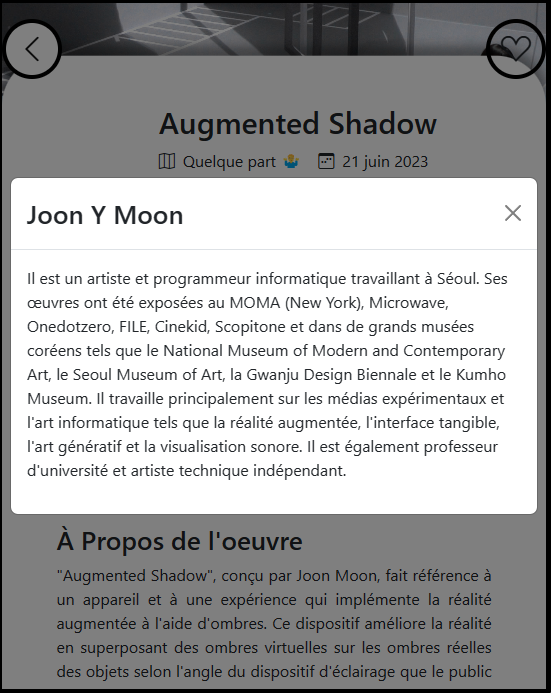 Augmented Shadow
Quelque part 🤷‍♂️ 21 juin 2023
Joon Y Moon
Il est un artiste et programmeur informatique travaillant à Séoul. Ses
œuvres ont été exposées au MOMA (New York), Microwave,
Onedotzero, FILE, Cinekid, Scopitone et dans de grands musées
coréens tels que le National Museum of Modern and Contemporary
Art, le Seoul Museum of Art, la Gwanju Design Biennale et le Kumho
Museum. Il travaille principalement sur les médias expérimentaux et
l'art informatique tels que la réalité augmentée, l'interface tangible,
l'art génératif et la visualisation sonore. Il est également professeur
d'université et artiste technique indépendant.
À Propos de l'oeuvre
"Augmented Shadow", conçu par Joon Moon, fait référence à
un appareil et à une expérience qui implémente la réalité
augmentée à l'aide d'ombres. Ce dispositif améliore la réalité
en superposant des ombres virtuelles sur les ombres réelles
des objets selon l'angle du dispositif d'éclairage que le public